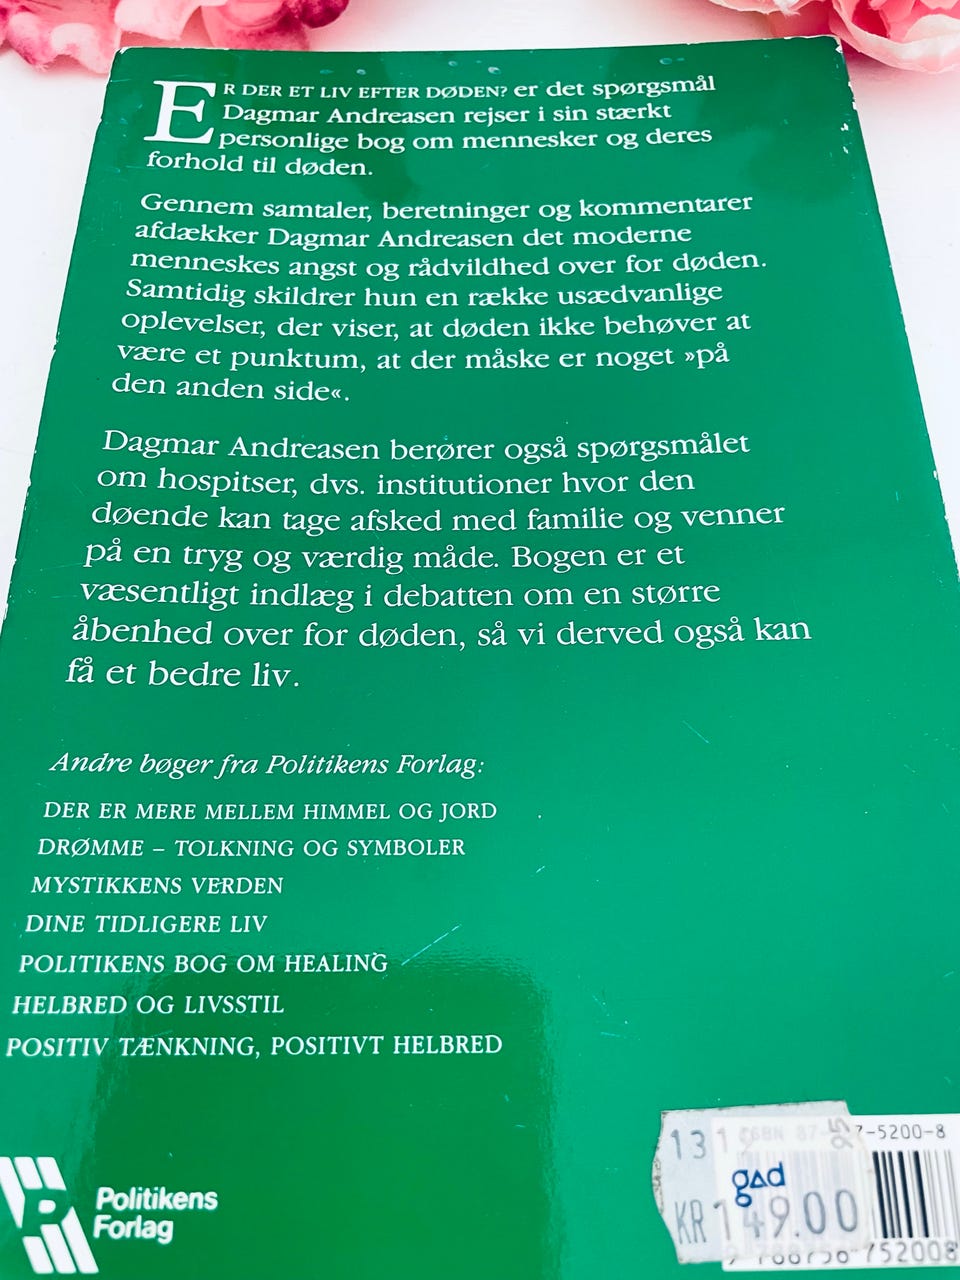 ER DER ET LIV EFTER DØDEN? er det spørgsmål
Dagmar Andreasen rejser i sin stærkt
personlige bog om mennesker og deres
forhold til døden.
Gennem samtaler, beretninger og kommentarer
afdækker Dagmar Andreasen det moderne
menneskes angst og rådvildhed over for døden.
Samtidig skildrer hun en række usædvanlige
oplevelser, der viser, at døden ikke behøver at
være et punktum, at der måske er noget »på
den anden side«.
Dagmar Andreasen berører også spørgsmålet
om hospitser, dvs. institutioner hvor den
døende kan tage afsked med familie og venner
på en tryg og værdig måde. Bogen er et
væsentligt indlæg i debatten om en større
åbenhed over for døden, så vi derved også kan
få et bedre liv.
Andre bøger fra Politikens Forlag:
DER ER MERE MELLEM HIMMEL OG JORD
DRØMME – TOLKNING OG SYMBOLER
MYSTIKKENS VERDEN
DINE TIDLIGERE LIV
POLITIKENS BOG OM HEALING
HELBRED OG LIVSSTIL
POSITIV TÆNKNING, POSITIVT HELBRED
7-5200-8
gad
KR 149.00
752008
Politikens
Forlag